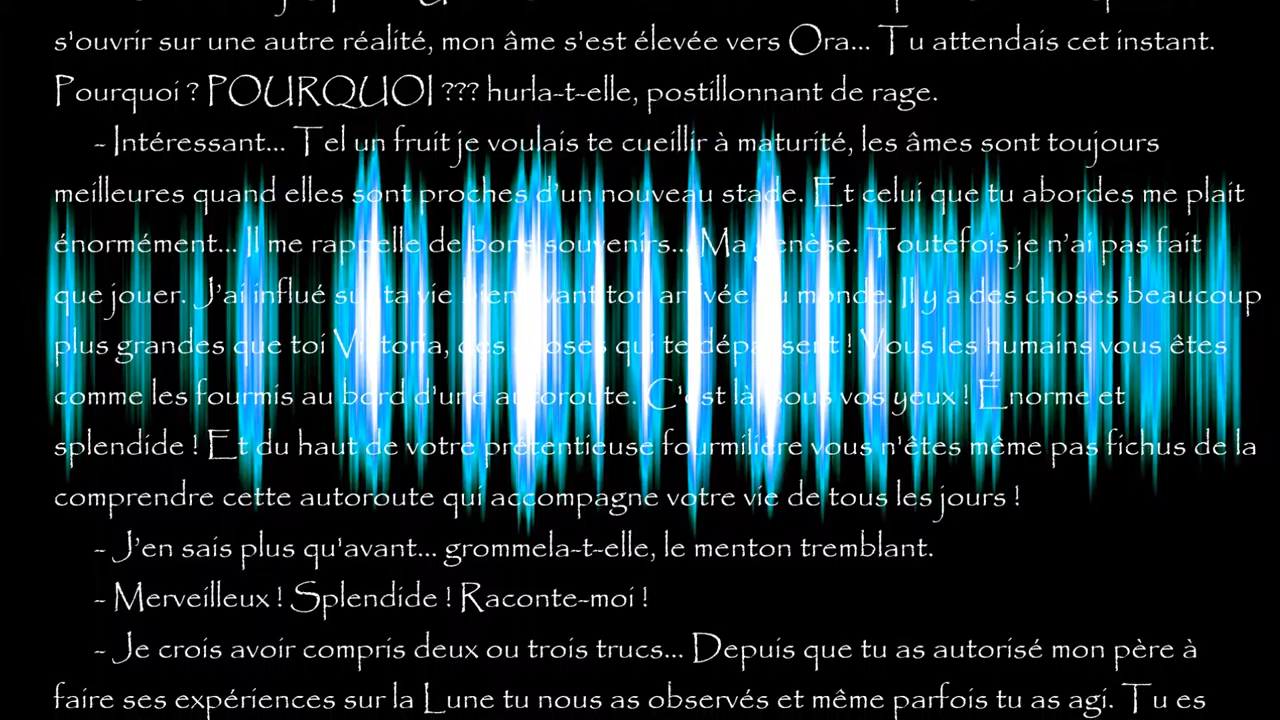 s'ouvrir sur une autre réalité, mon âme s'est élevée vers Ora... Tu attendais cet instant.
Pourquoi ? POURQUOI ??? hurla-t-elle, postillonnant de rage.
- Intéressant... Tel un fruit je voulais te cueillir à maturité, les âmes sont toujours
meilleures quand elles sont proches d'un nouveau stade. Et celui que tu abordes me plait
énormément... Il me rappelle de bons souvenirs... Ma genèse. Toutefois je n'ai pas fait
que jouer. J'ai influé sur ta vie bien avant ton arrivée au monde. Il y a des choses beaucoup
plus grandes que toi Victoria, des choses qui te dépassent ! Vous les humains vous êtes
comme les fourmis au bord d'une autoroute. C'est là sous vos yeux ! Énorme et
splendide ! Et du haut de votre prétentieuse fourmilière vous n'êtes même pas fichus de la
comprendre cette autoroute qui accompagne votre vie de tous les jours !
- J'en sais plus qu'avant... grommela-t-elle, le menton tremblant.
- Merveilleux ! Splendide ! Raconte-moi !
- Je crois avoir compris deux ou trois trucs... Depuis que tu as autorisé mon père à
faire ses expériences sur la Lune tu nous as observés et même parfois tu as agi. Tu es